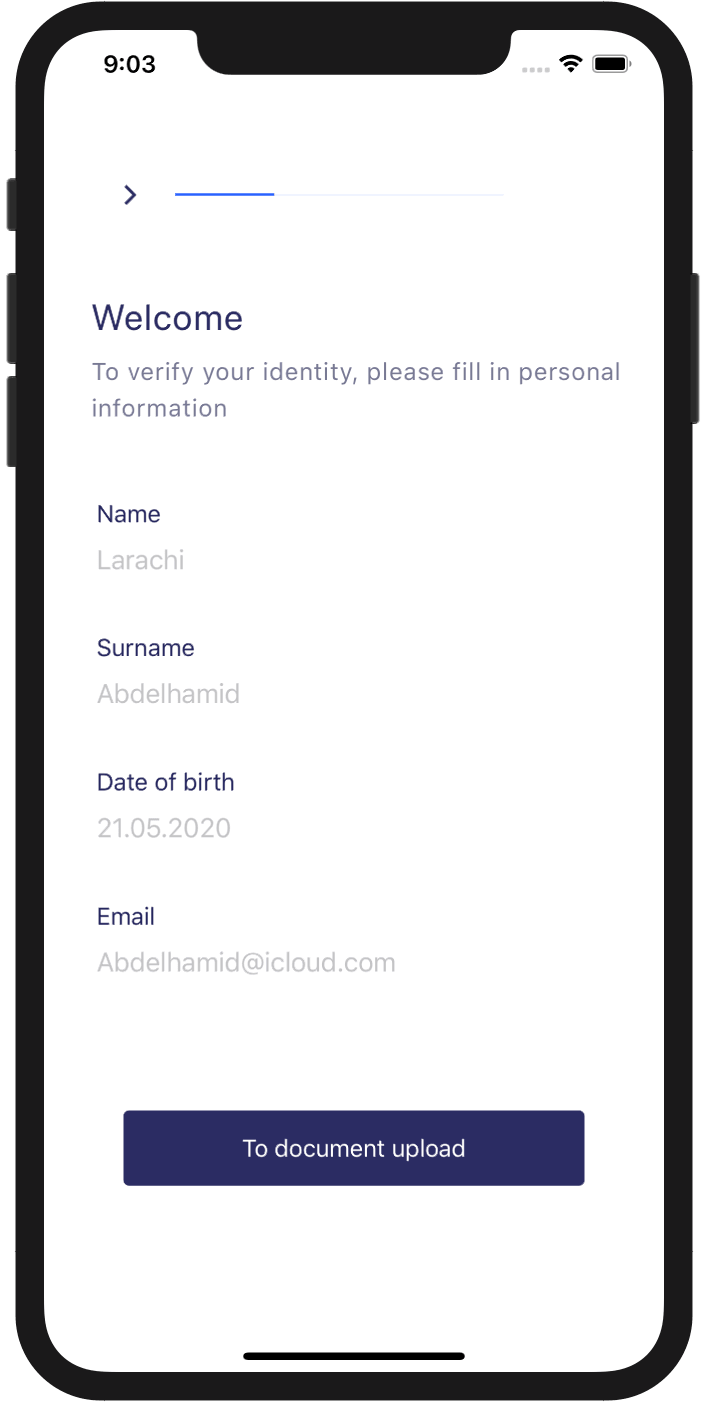 9:03
Welcome
To verify your identity, please fill in personal
information
Name
Larachi
Surname
Abdelhamid
Date of birth
21.05.2020
Email
Abdelhamid@icloud.com
To document upload